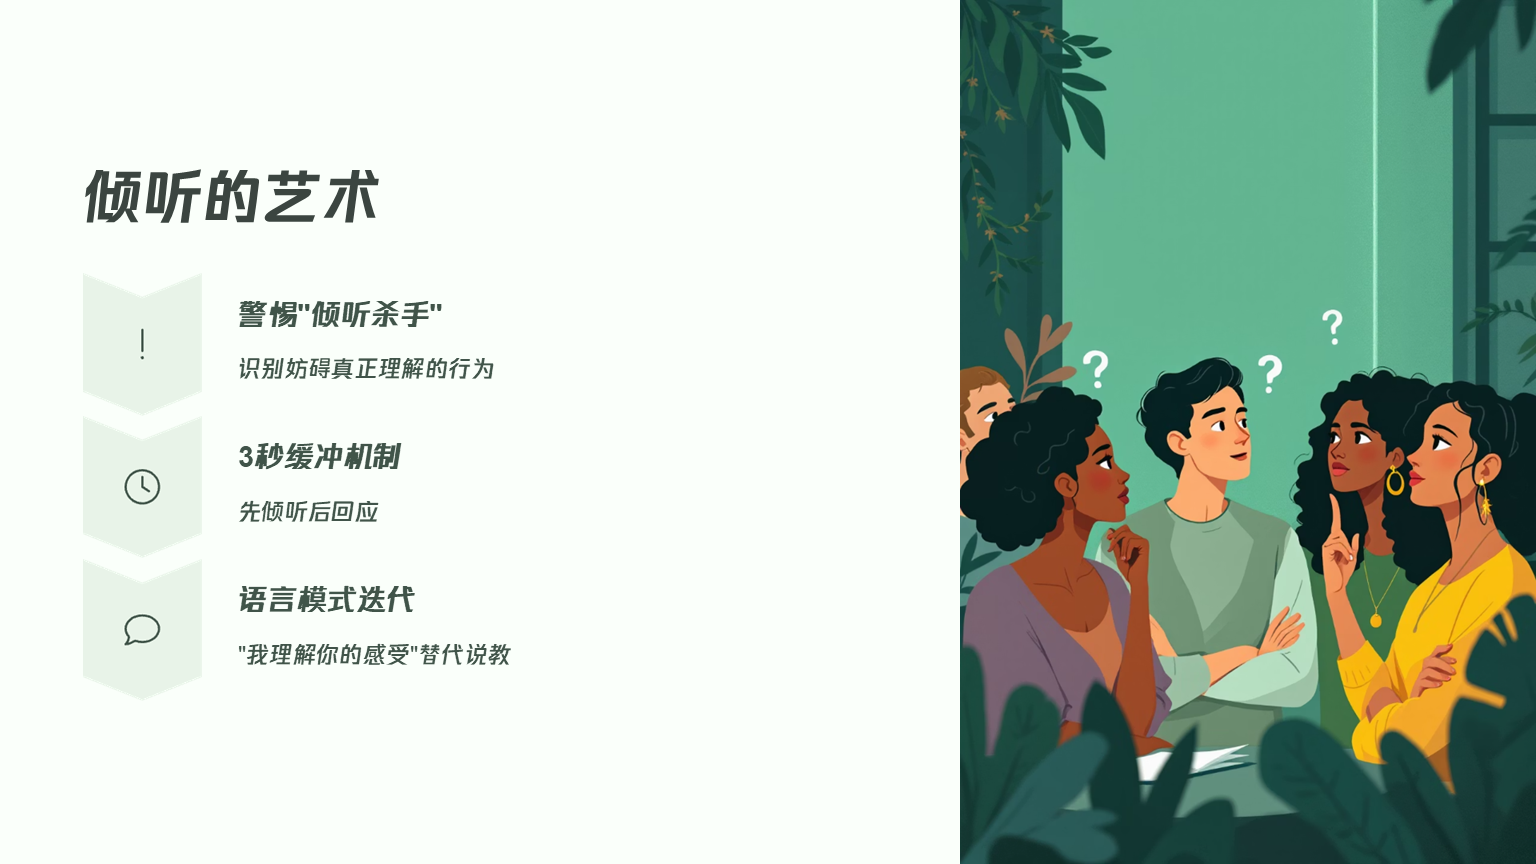 倾听的艺术
警惕"倾听杀手"
识别妨碍真正理解的行为
3秒缓冲机制
先倾听后回应
语言模式迭代
"我理解你的感受"替代说教
? ? ?